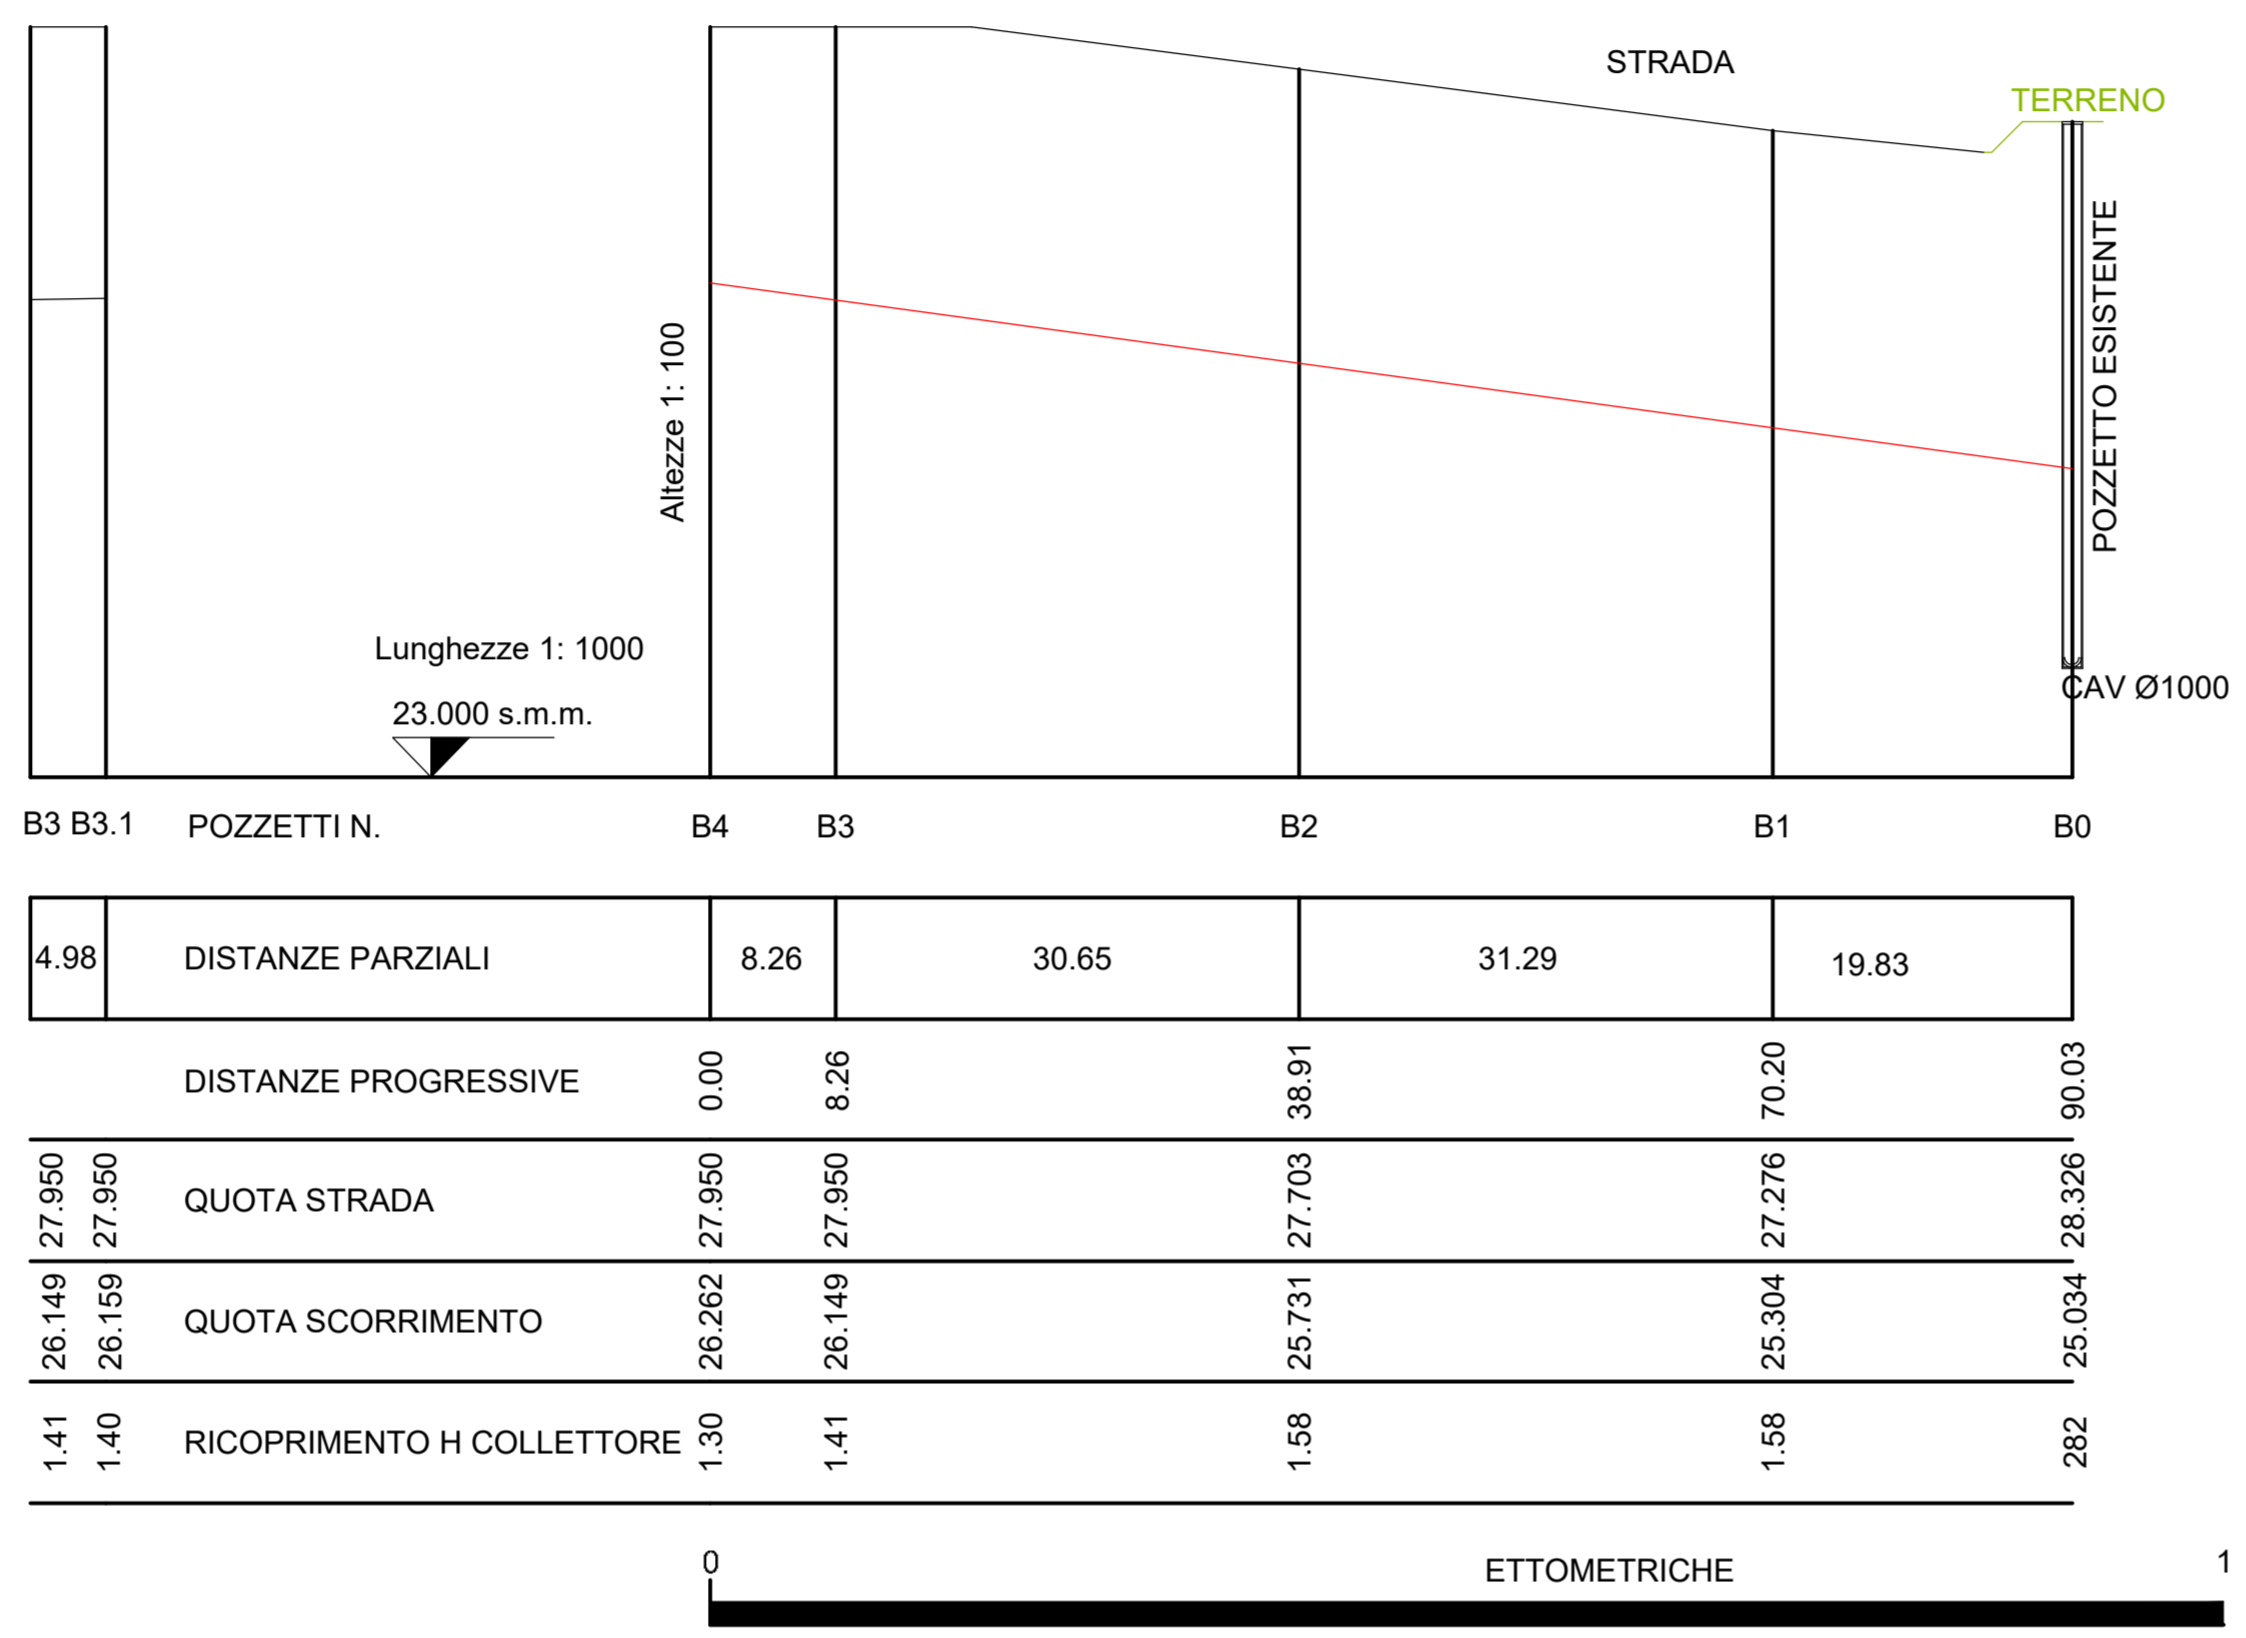 STRADA
TERRENO
POZZETTO ESISTENTE
Altezze 1: 100
Lunghezze 1: 1000
23.000 s.m.m.
CAV Ø1000
B3 B3.1 POZZETTI N. B4 B3 B2 B1 B0
4.98 DISTANZE PARZIALI 8.26 30.65 31.29 19.83
DISTANZE PROGRESSIVE 0.00 8.26 38.91 70.20 90.03
27.950 27.950 QUOTA STRADA 27.950 27.950 27.703 27.276 28.326
26.149 26.159 QUOTA SCORRIMENTO 26.262 26.149 25.731 25.304 25.034
1.41 1.40 RICOPRIMENTO H COLLETTORE 1.30 1.41 1.58 1.58 282
0 ETTOMETRICHE 1